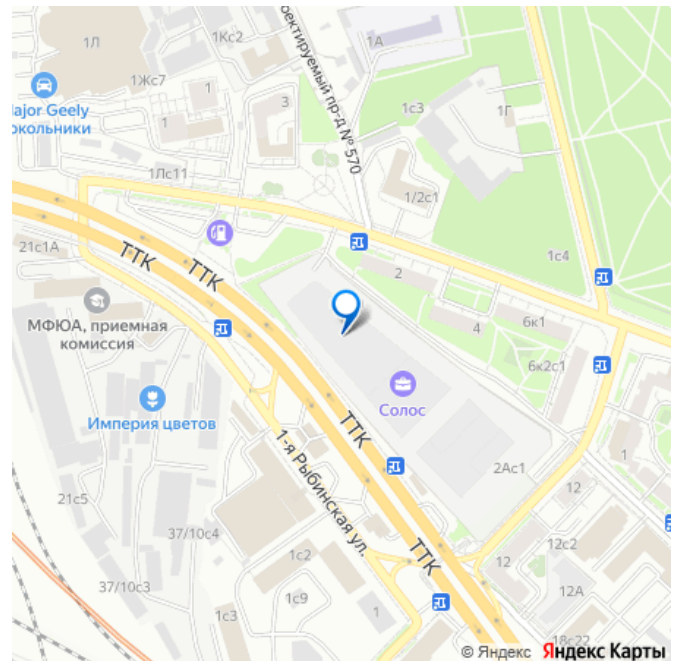 1А
1Кс2
1Л
1Жс7
1с3
1Г
1
1
3
Major Geely
Сокольники
Проектируемый пр-д № 570
1Лс11
1/2с1
21с1А
ТТК
ТТК
1с4
2
МФЮА, приемная
комиссия
4
6к1
6к2с1
Солос
Империя цветов
ТТК
1
1-я Рыбинская ул.
2Ас1
12
21с5
37/10с4
12с2
12
ТТК
1с2
37/10с3
1с9
12А
1с3
1
18с22
© Яндекс Яндекс Карты